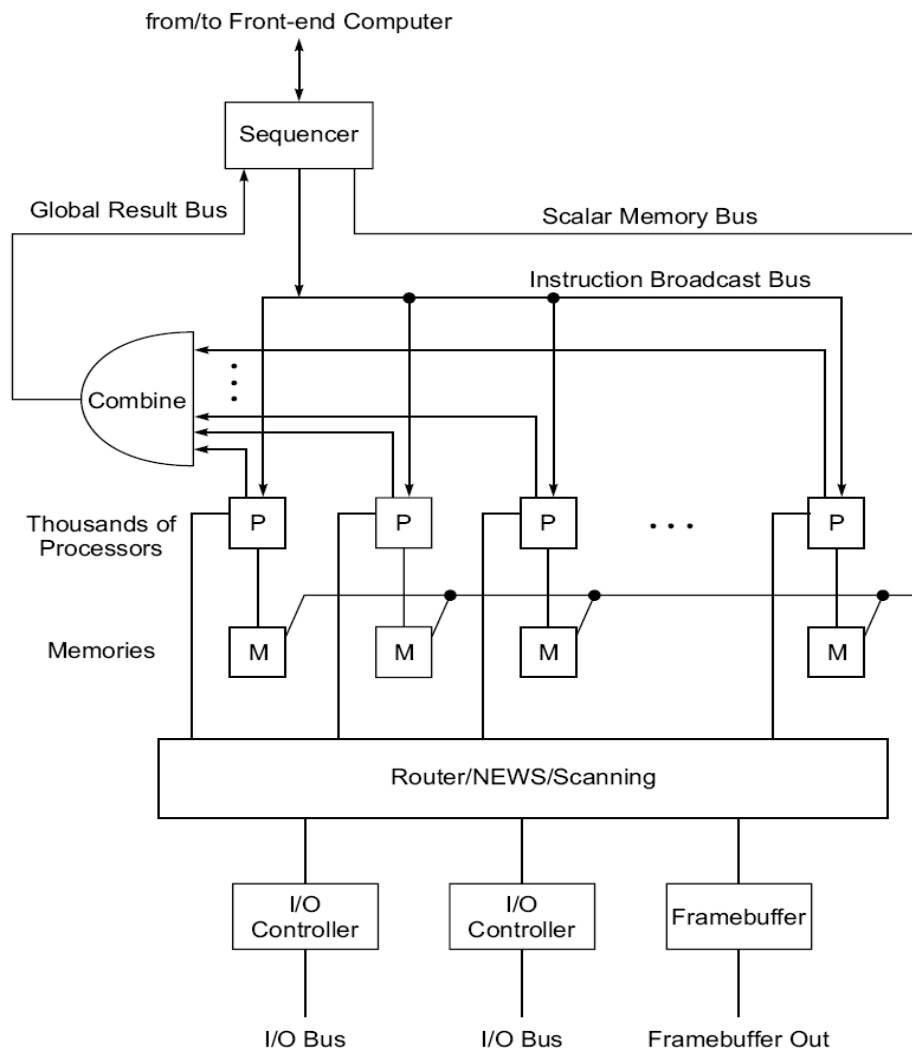 from/to Front-end Computer
Sequencer
Global Result Bus
Scalar Memory Bus
Instruction Broadcast Bus
Combine
Thousands of
Processors
P P P . . . P
Memories
M M M M
Router/NEWS/Scanning
I/O
Controller
I/O
Controller
Framebuffer
I/O Bus
I/O Bus
Framebuffer Out